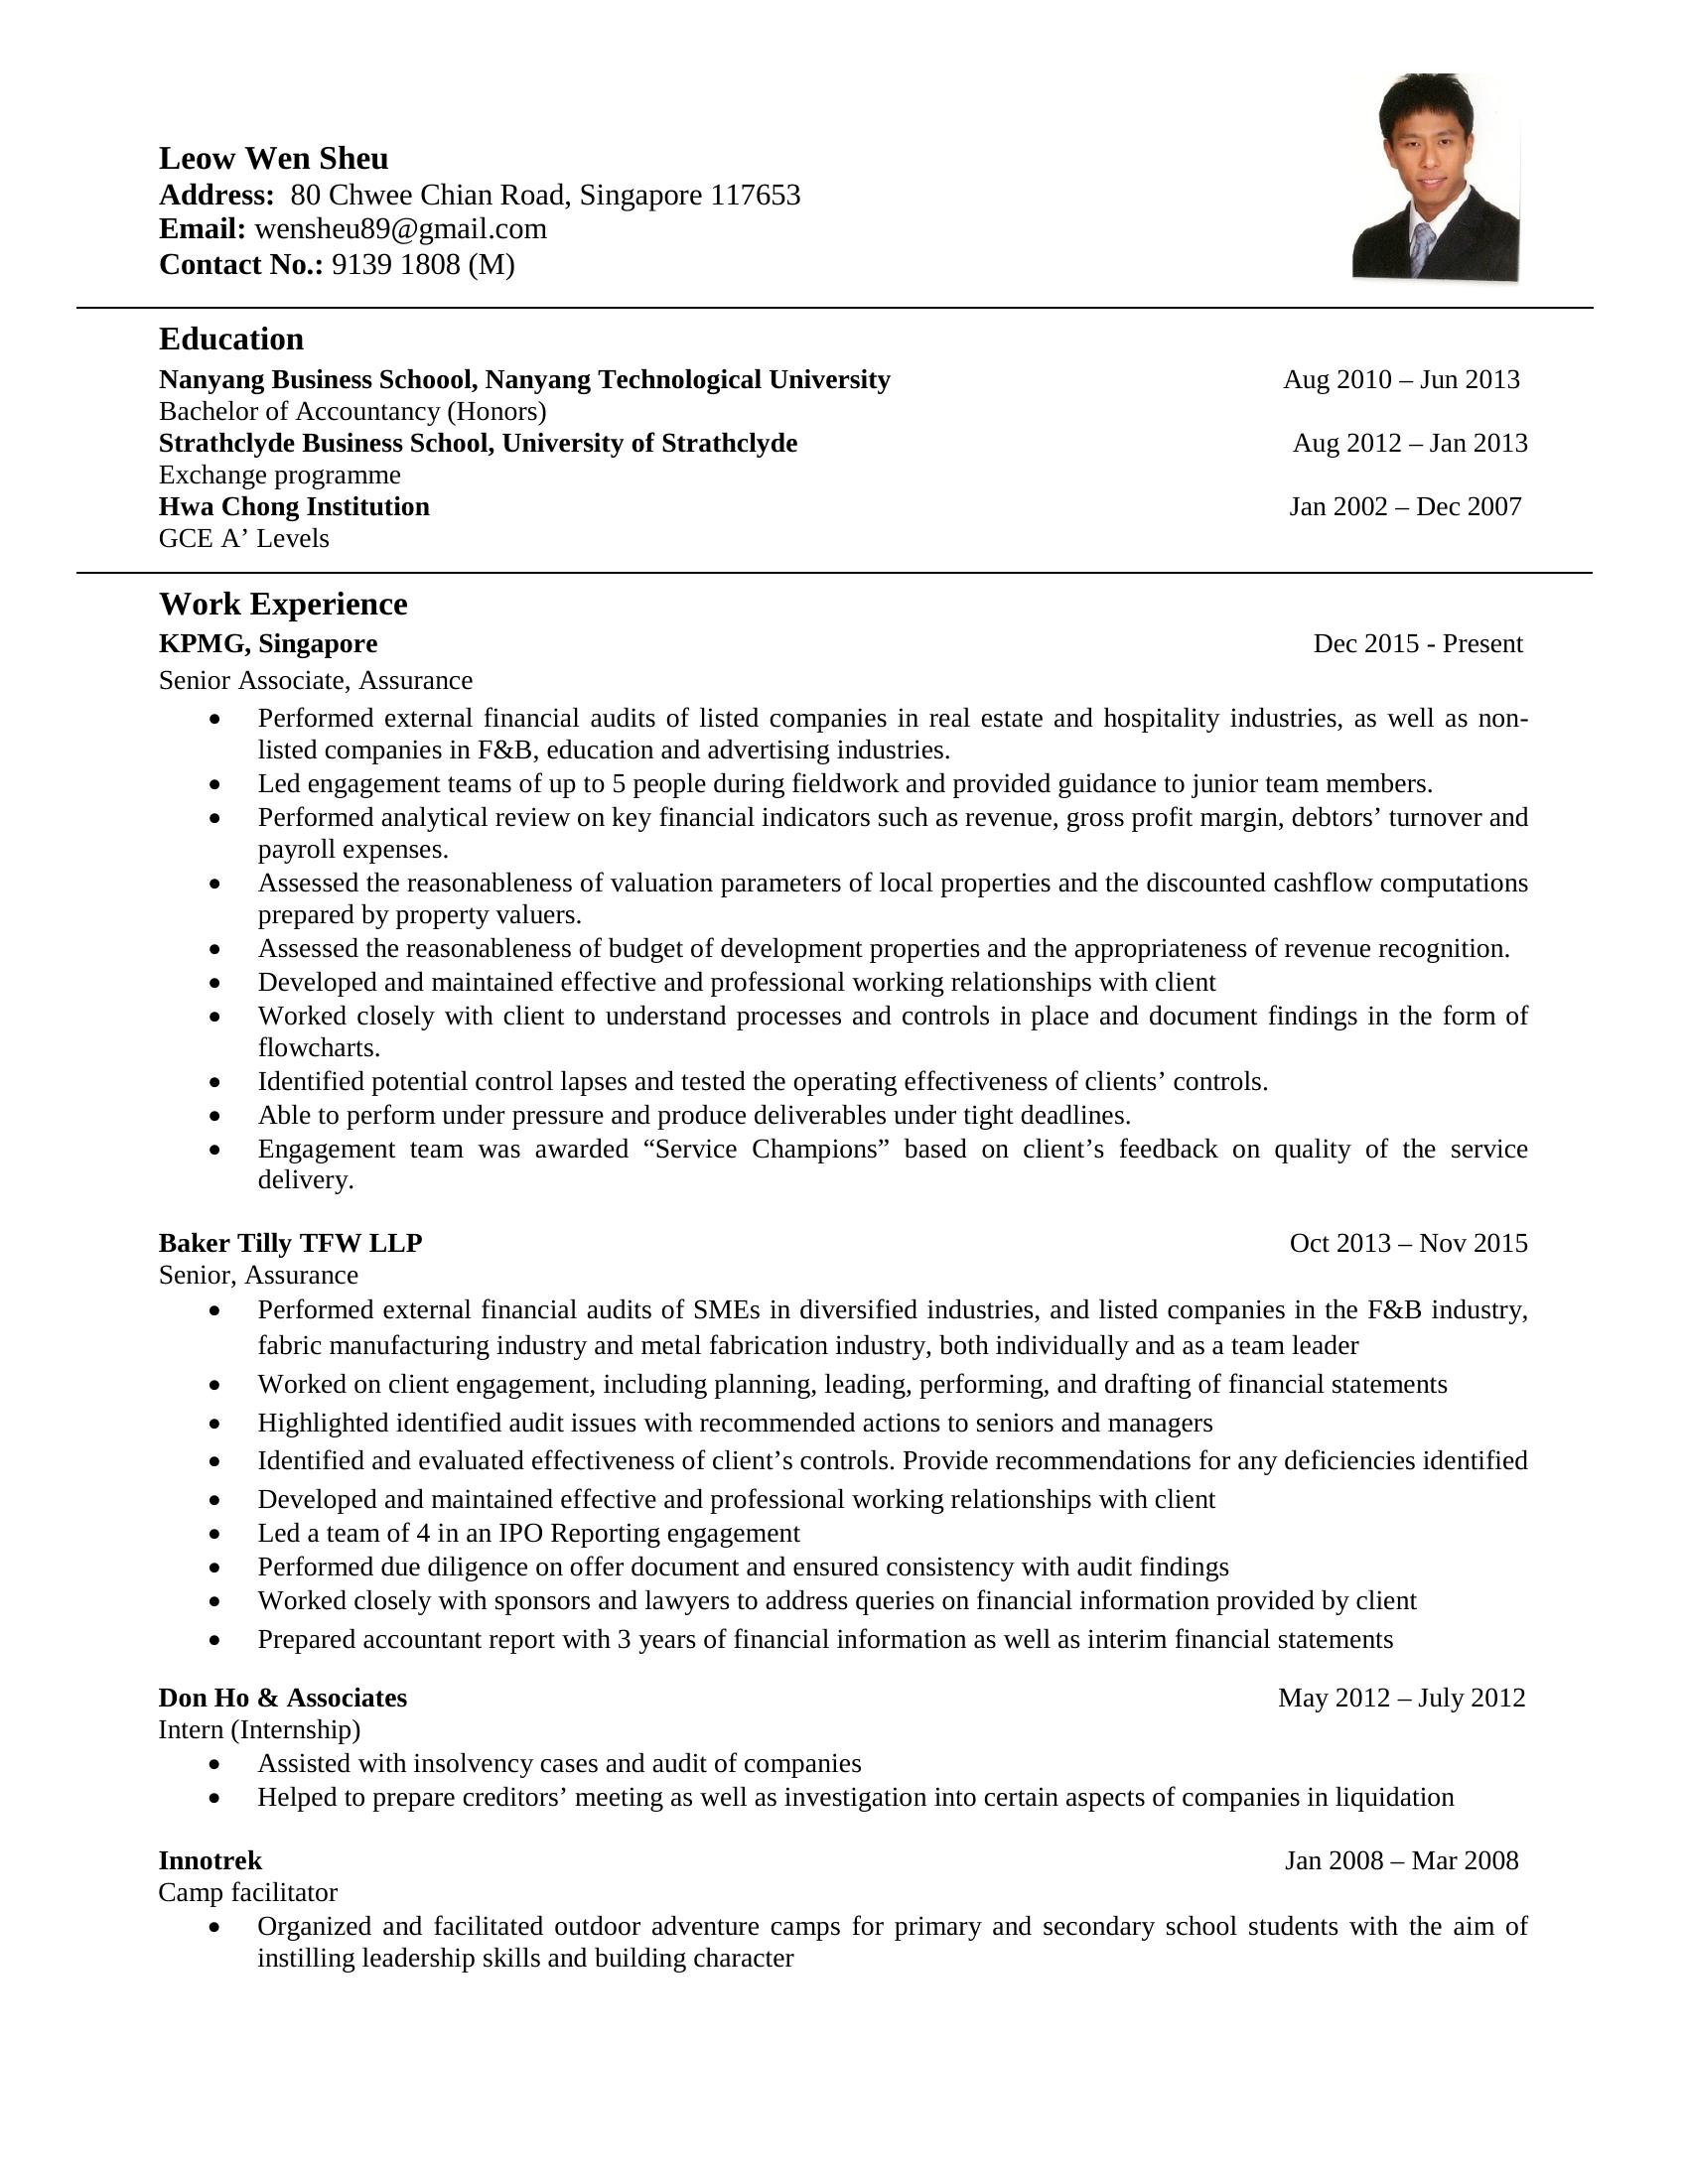 Leow Wen Sheu
Address:  80 Chwee Chian Road, Singapore 117653
Email: wensheu89@gmail.com
Contact No.: 9139 1808 (M)
Education
Nanyang Business Schoool, Nanyang Technological University Aug 2010 – Jun 2013
Bachelor of Accountancy (Honors)
Strathclyde Business School, University of Strathclyde Aug 2012 – Jan 2013
Exchange programme
Hwa Chong Institution Jan 2002 – Dec 2007
GCE A’ Levels
Work Experience
KPMG, Singapore Dec 2015 - Present
Senior Associate, Assurance
• Performed external financial audits of listed companies in real estate and hospitality industries, as well as non-
listed companies in F&B, education and advertising industries.
• Led engagement teams of up to 5 people during fieldwork and provided guidance to junior team members.
• Performed analytical review on key financial indicators such as revenue, gross profit margin, debtors’ turnover and
payroll expenses.
• Assessed the reasonableness of valuation parameters of local properties and the discounted cashflow computations
prepared by property valuers.
• Assessed the reasonableness of budget of development properties and the appropriateness of revenue recognition.
• Developed and maintained effective and professional working relationships with client
• Worked closely with client to understand processes and controls in place and document findings in the form of
flowcharts.
• Identified potential control lapses and tested the operating effectiveness of clients’ controls.
• Able to perform under pressure and produce deliverables under tight deadlines.
• Engagement team was awarded “Service Champions” based on client’s feedback on quality of the service
delivery.
Baker Tilly TFW LLP Oct 2013 – Nov 2015
Senior, Assurance
• Performed external financial audits of SMEs in diversified industries, and listed companies in the F&B industry,
fabric manufacturing industry and metal fabrication industry, both individually and as a team leader
• Worked on client engagement, including planning, leading, performing, and drafting of financial statements
• Highlighted identified audit issues with recommended actions to seniors and managers
• Identified and evaluated effectiveness of client’s controls. Provide recommendations for any deficiencies identified
• Developed and maintained effective and professional working relationships with client
• Led a team of 4 in an IPO Reporting engagement
• Performed due diligence on offer document and ensured consistency with audit findings
• Worked closely with sponsors and lawyers to address queries on financial information provided by client
• Prepared accountant report with 3 years of financial information as well as interim financial statements
Don Ho & Associates May 2012 – July 2012
Intern (Internship)
• Assisted with insolvency cases and audit of companies
• Helped to prepare creditors’ meeting as well as investigation into certain aspects of companies in liquidation
Innotrek Jan 2008 – Mar 2008
Camp facilitator
• Organized and facilitated outdoor adventure camps for primary and secondary school students with the aim of
instilling leadership skills and building character